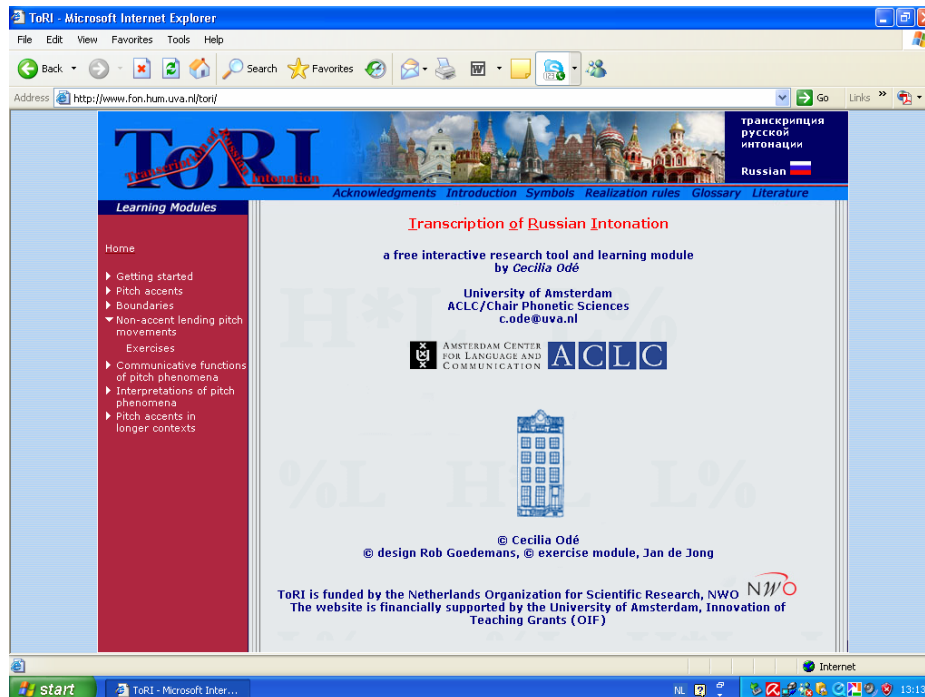 ToRI - Microsoft Internet Explorer
File Edit View Favorites Tools Help
Back Search Favorites
Address http://www.fon.hum.uva.nl/tori/ Go Links »
ToRI
Transcription of Russian Intonation
транскрипция
русской
интонации
Russian
Acknowledgments Introduction Symbols Realization rules Glossary Literature
Learning Modules
Home
Getting started
Pitch accents
Boundaries
Non-accent lending pitch
movements
Exercises
Communicative functions
of pitch phenomena
Interpretations of pitch
phenomena
Pitch accents in
longer contexts
Transcription of Russian Intonation
a free interactive research tool and learning module
by Cecilia Odé
University of Amsterdam
ACLC/Chair Phonetic Sciences
c.ode@uva.nl
H*L L%
AMSTERDAM CENTER
FOR LANGUAGE AND
COMMUNICATION
ACLC
%L H*L L%
© Cecilia Odé
© design Rob Goedemans, © exercise module, Jan de Jong
ToRI is funded by the Netherlands Organization for Scientific Research, NWO NWO
The website is financially supported by the University of Amsterdam, Innovation of
Teaching Grants (OIF)
Internet
start ToRI - Microsoft Inter... NL 13:13